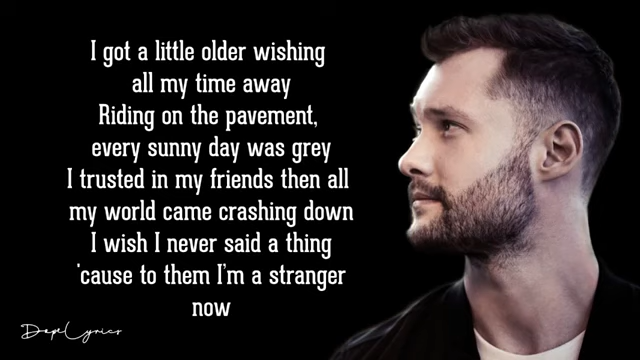 I got a little older wishing
all my time away
Riding on the pavement,
every sunny day was grey
I trusted in my friends then all
my world came crashing down
I wish I never said a thing
'cause to them I'm a stranger
now
DopeLyrics